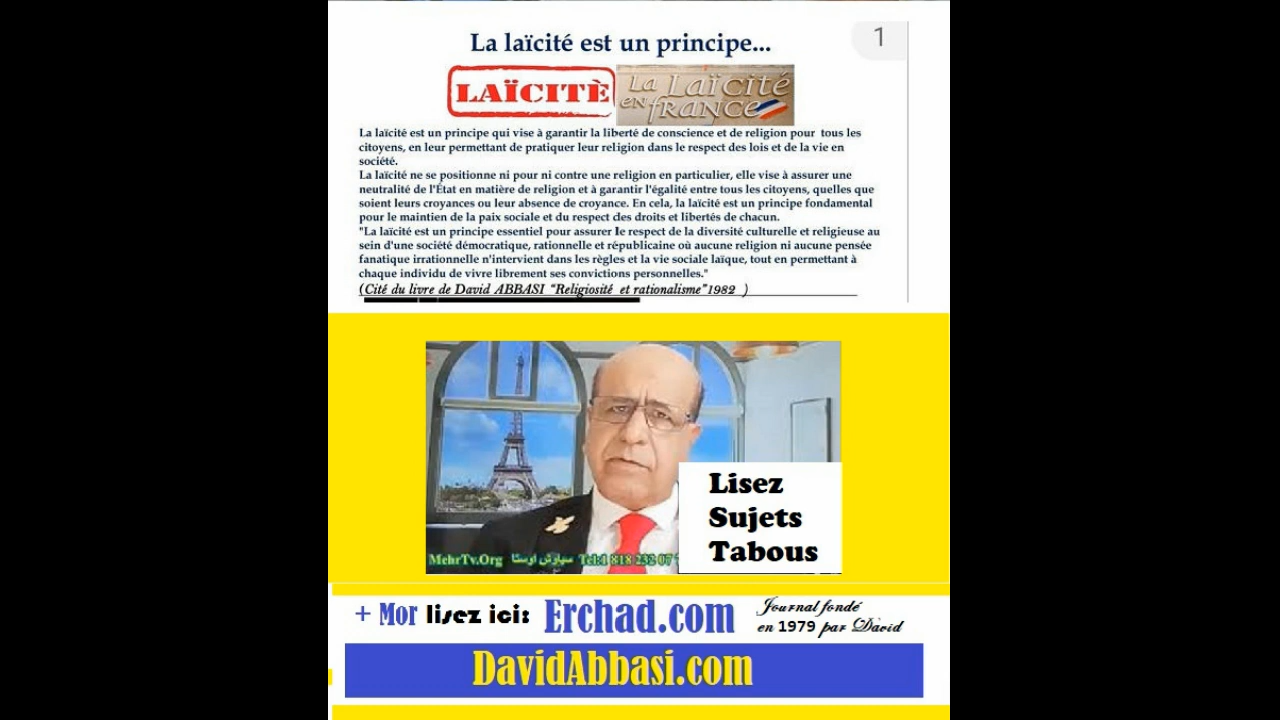 La laïcité est un principe...
1
LAÏCITÈ
La Laïcité
en france
La laïcité est un principe qui vise à garantir la liberté de conscience et de religion pour tous les
citoyens, en leur permettant de pratiquer leur religion dans le respect des lois et de la vie en
société.
La laïcité ne se positionne ni pour ni contre une religion en particulier, elle vise à assurer une
neutralité de l'État en matière de religion et à garantir l'égalité entre tous les citoyens, quelles que
soient leurs croyances ou leur absence de croyance. En cela, la laïcité est un principe fondamental
pour le maintien de la paix sociale et du respect des droits et libertés de chacun.
"La laïcité est un principe essentiel pour assurer le respect de la diversité culturelle et religieuse au
sein d'une société démocratique, rationnelle et républicaine où aucune religion ni aucune pensée
fanatique irrationnelle n'intervient dans les règles et la vie sociale laïque, tout en permettant à
chaque individu de vivre librement ses convictions personnelles."
(Cité du livre de David ABBASI “Religiosité et rationalisme”1982 )
Lisez
Sujets
Tabous
MehrTv.Org سیاوش اوستا Tel:1 818 232 07
+ Mor lisez ici: Erchad.com
Journal fondé
en 1979 par David
DavidAbbasi.com